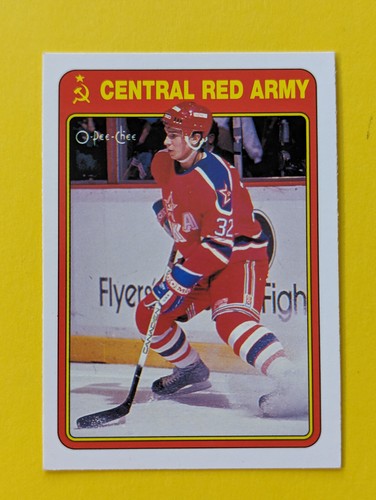 CENTRAL RED ARMY
O-Pee-Chee
32
A
Flyers Figh